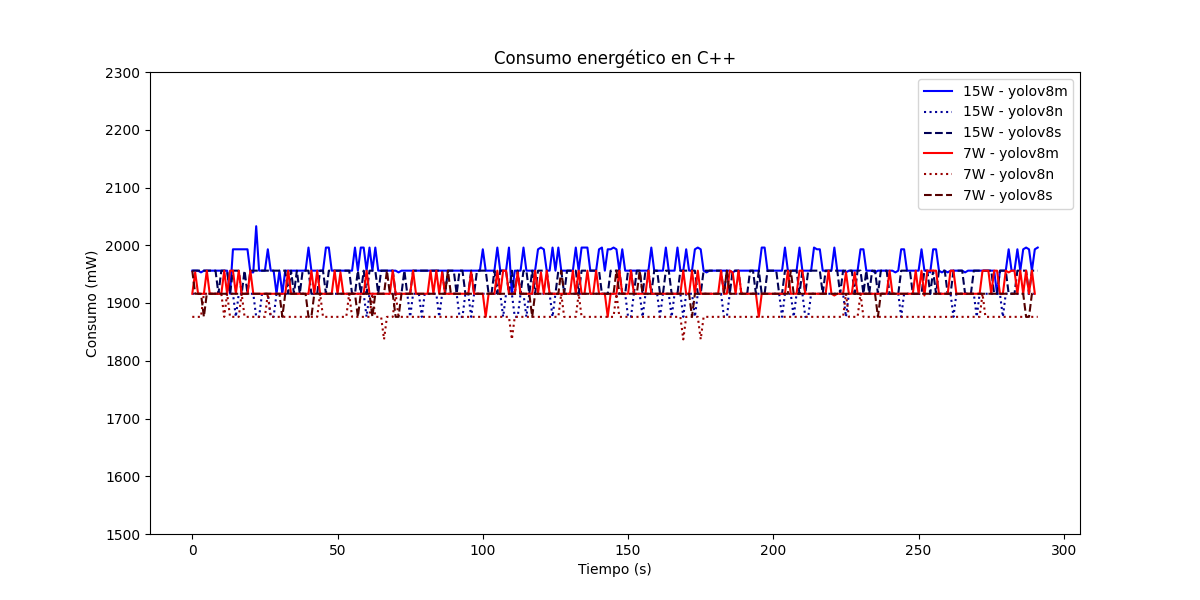 Consumo energético en C++
2300
2200
2100
2000
1900
1800
1700
1600
1500
Consumo (mW)
15W - yolov8m
15W - yolov8n
15W - yolov8s
7W - yolov8m
7W - yolov8n
7W - yolov8s
0 50 100 150 200 250 300
Tiempo (s)